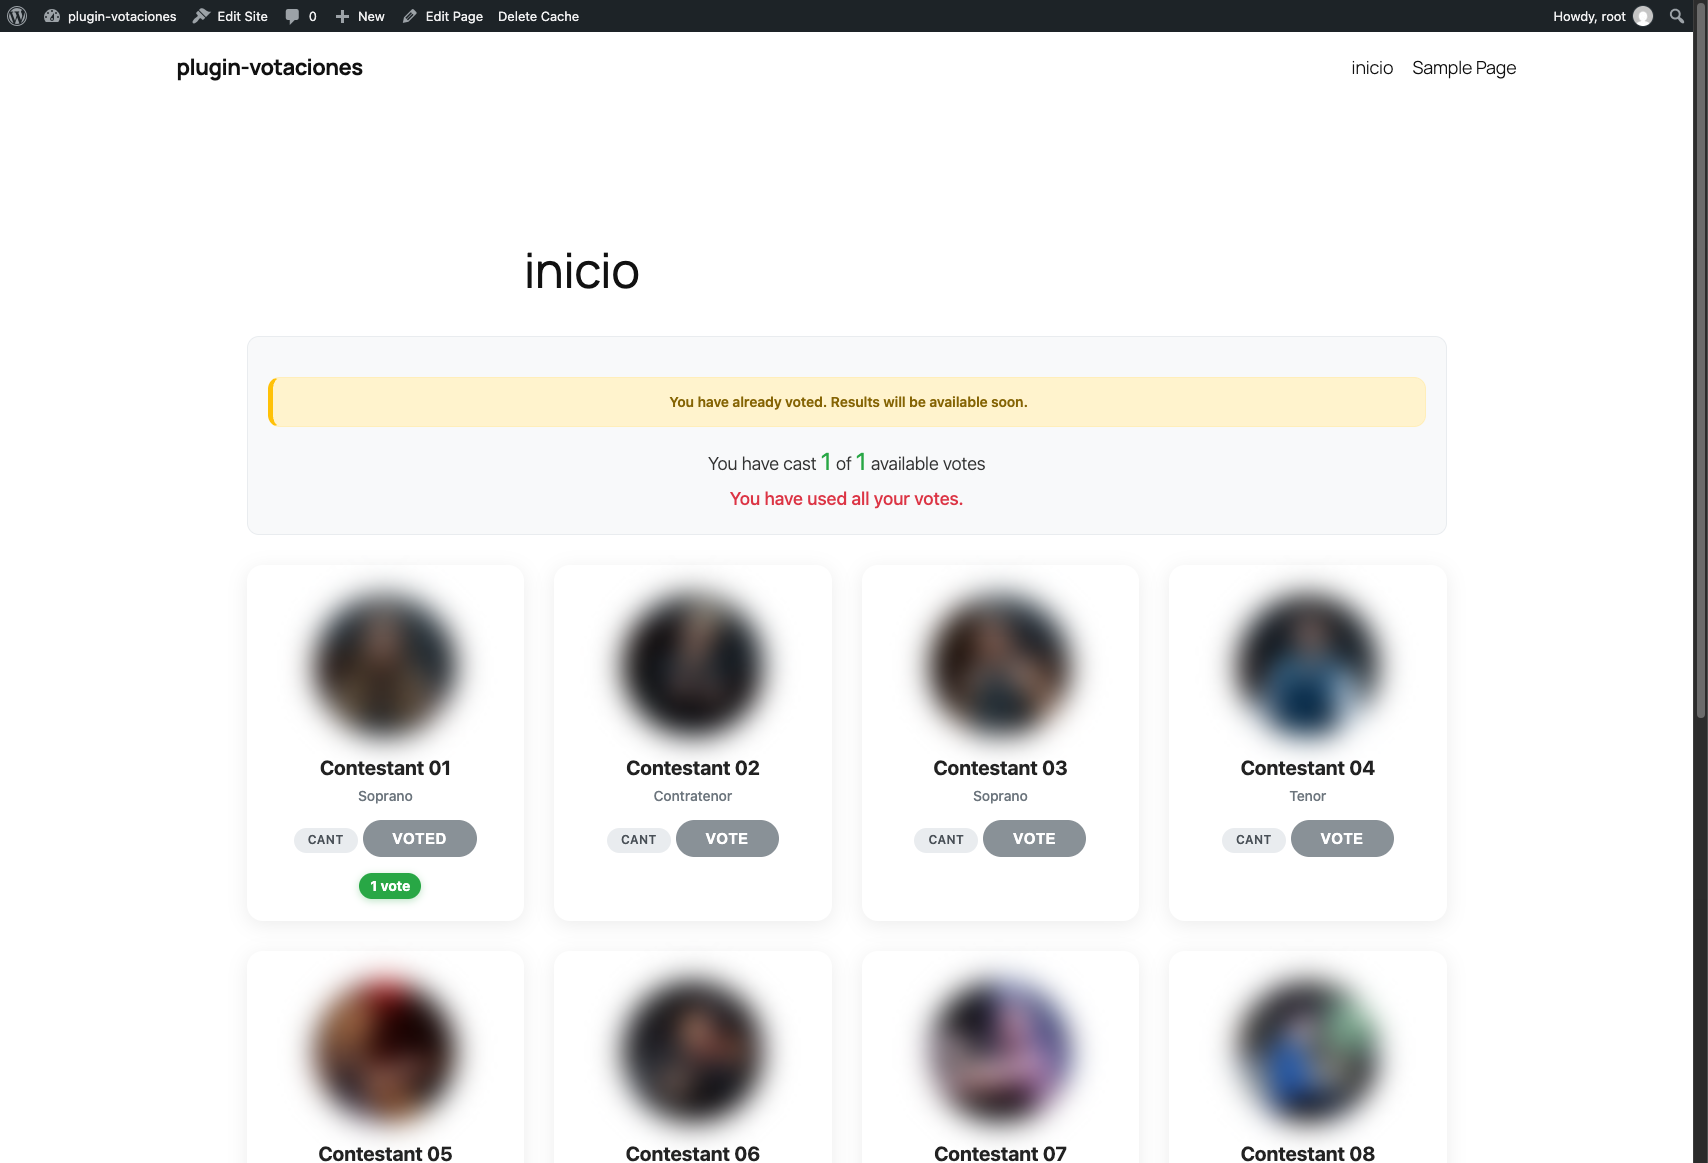 plugin-votaciones Edit Site 0 New Edit Page Delete Cache Howdy, root
plugin-votaciones inicio Sample Page
inicio
You have already voted. Results will be available soon.
You have cast 1 of 1 available votes
You have used all your votes.
Contestant 01 Contestant 02 Contestant 03 Contestant 04
Soprano Contratenor Soprano Tenor
CANT VOTED CANT VOTE CANT VOTE CANT VOTE
1 vote
Contestant 05 Contestant 06 Contestant 07 Contestant 08